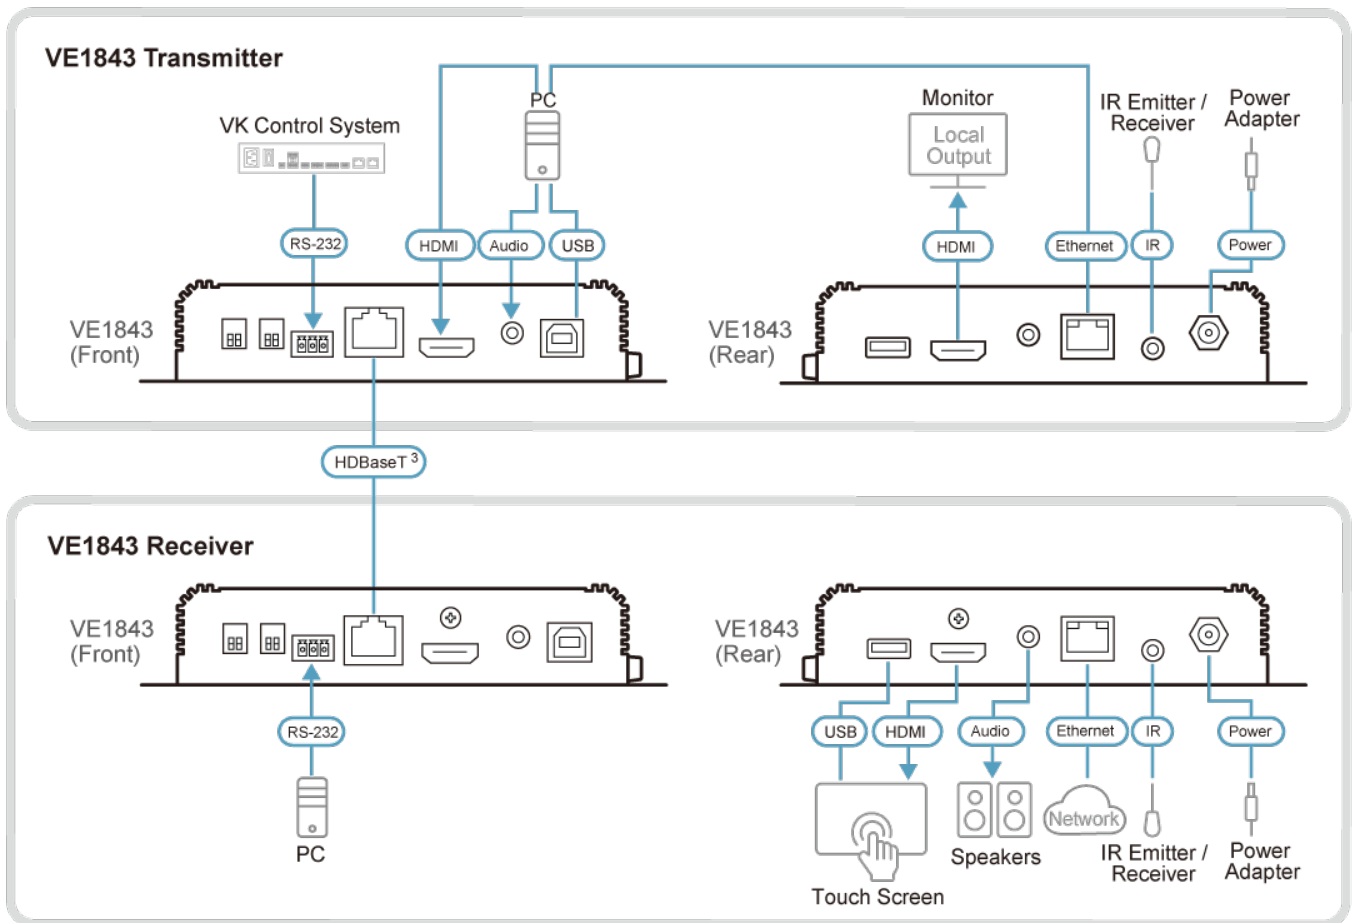 VE1843 Transmitter
VK Control System
PC
Monitor
Local
Output
IR Emitter /
Receiver
Power
Adapter
RS-232
HDMI
Audio
USB
HDMI
Ethernet
IR
Power
VE1843
(Front)
VE1843
(Rear)
HDBaseT 3
VE1843 Receiver
VE1843
(Front)
VE1843
(Rear)
RS-232
USB
HDMI
Audio
Ethernet
IR
Power
PC
Touch Screen
Speakers
Network
IR Emitter /
Receiver
Power
Adapter